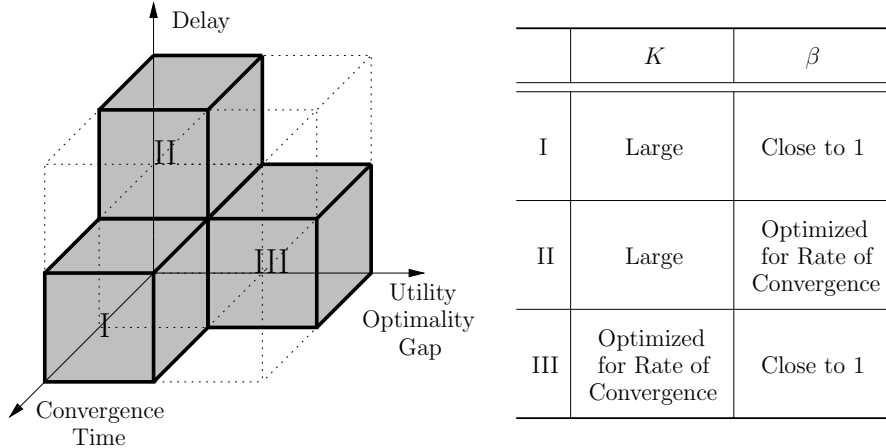 Delay
II
III
Utility
Optimality
Gap
I
Convergence
Time
K β
I Large Close to 1
II Large Optimized
for Rate of
Convergence
III Optimized
for Rate of
Convergence
Close to 1